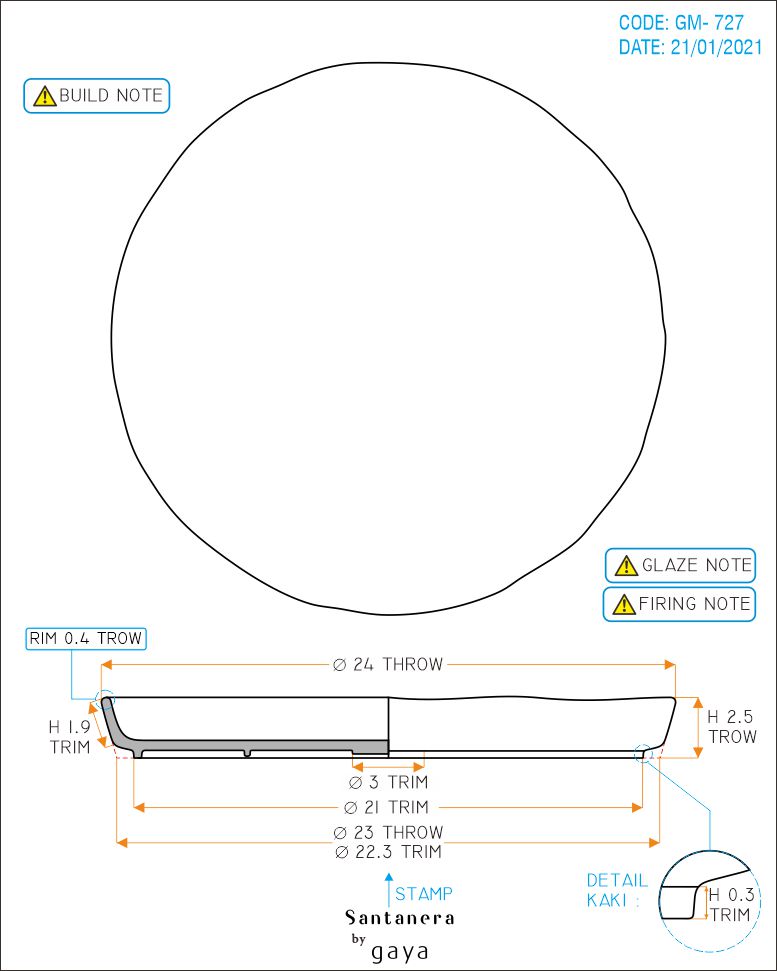 CODE: GM- 727
DATE: 21/01/2021
BUILD NOTE
GLAZE NOTE
FIRING NOTE
RIM 0.4 TROW
Ø 24 THROW
H 1.9
TRIM
H 2.5
TROW
Ø 3 TRIM
Ø 21 TRIM
Ø 23 THROW
Ø 22.3 TRIM
DETAIL
KAKI :
H 0.3
TRIM
STAMP
Santanera
by gaya